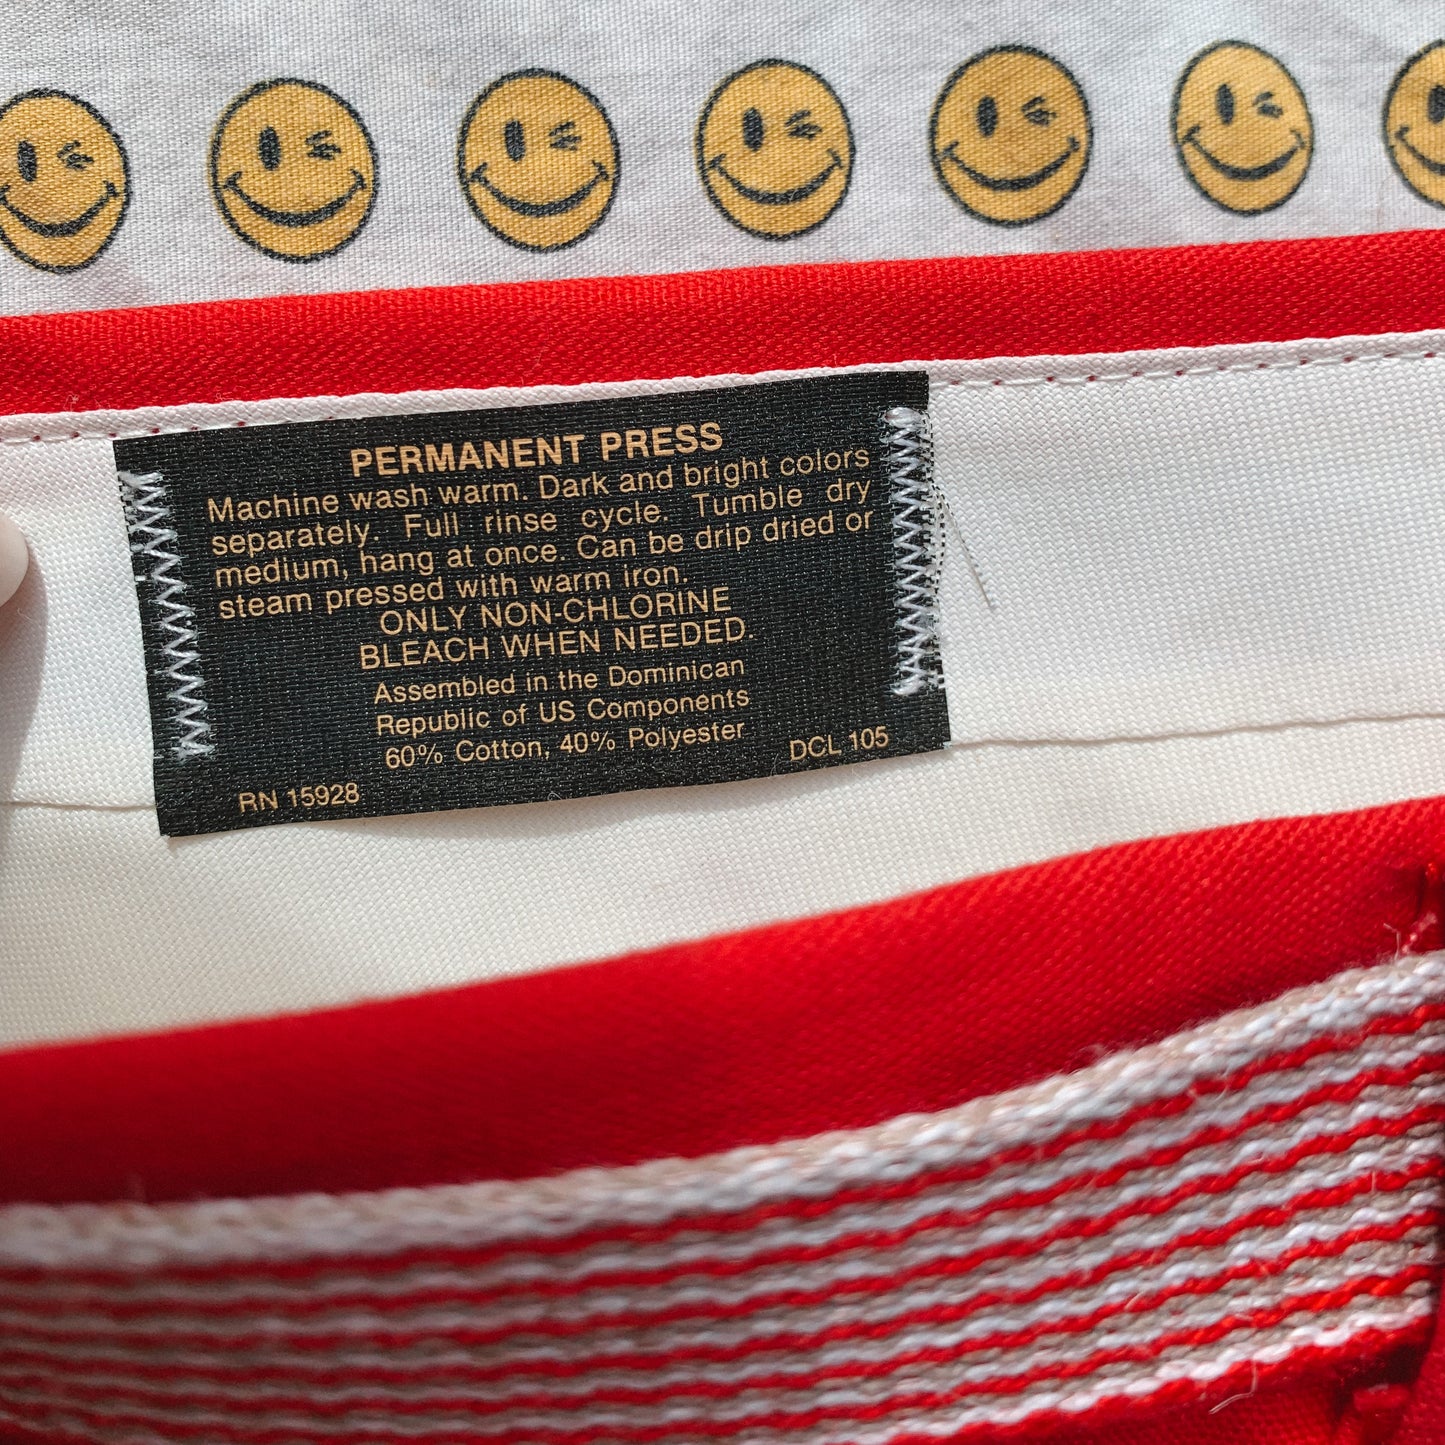 PERMANENT PRESS
Machine wash warm. Dark and bright colors
separately. Full rinse cycle. Tumble dry
medium, hang at once. Can be drip dried or
steam pressed with warm iron.
ONLY NON-CHLORINE
BLEACH WHEN NEEDED.
Assembled in the Dominican
Republic of US Components
60% Cotton, 40% Polyester
DCL 105
RN 15928